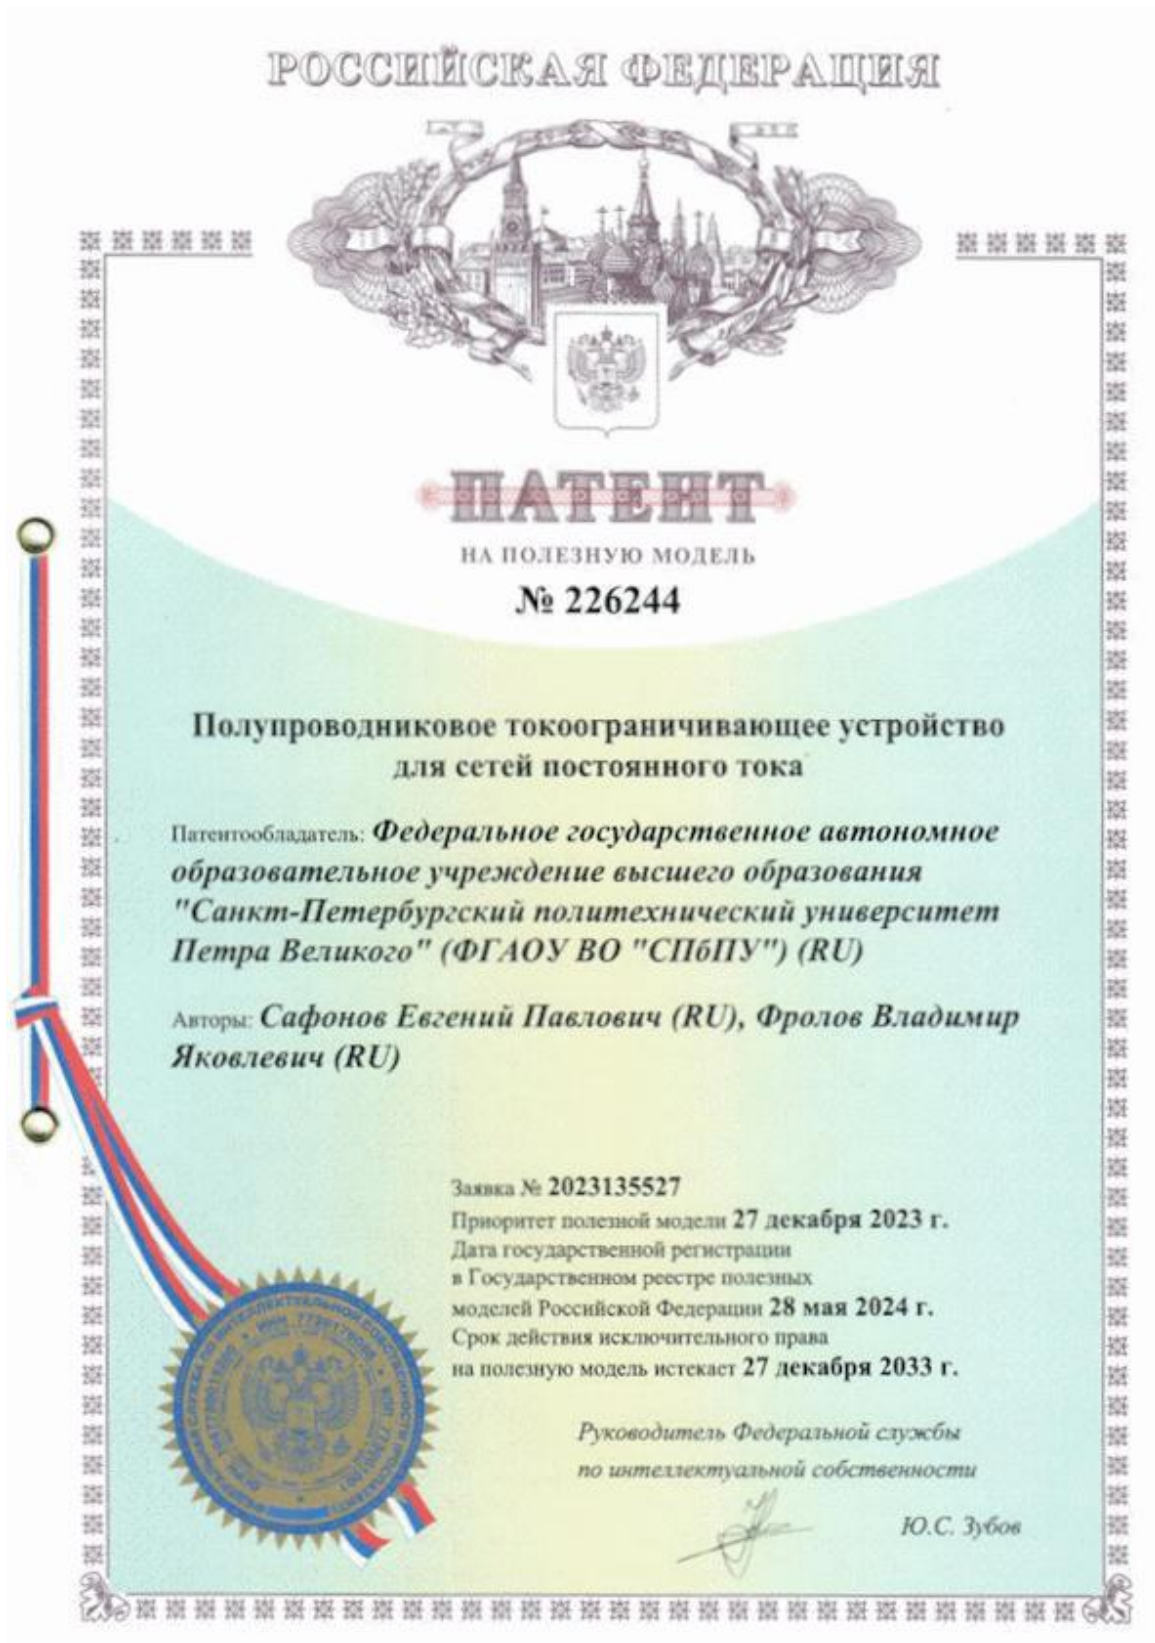 РОССИЙСКАЯ ФЕДЕРАЦИЯ
ПАТЕНТ
НА ПОЛЕЗНУЮ МОДЕЛЬ
№ 226244
Полупроводниковое токоограничивающее устройство
для сетей постоянного тока
Патентообладатель: Федеральное государственное автономное
образовательное учреждение высшего образования
"Санкт-Петербургский политехнический университет
Петра Великого" (ФГАОУ ВО "СПбПУ") (RU)
Авторы: Сафонов Евгений Павлович (RU), Фролов Владимир
Яковлевич (RU)
Заявка № 2023135527
Приоритет полезной модели 27 декабря 2023 г.
Дата государственной регистрации
в Государственном реестре полезных
моделей Российской Федерации 28 мая 2024 г.
Срок действия исключительного права
на полезную модель истекает 27 декабря 2033 г.
Руководитель Федеральной службы
по интеллектуальной собственности
Ю.С. Зубов
ПО ИНТЕЛЛЕКТУАЛЬНОЙ СОБСТВЕННОСТИ